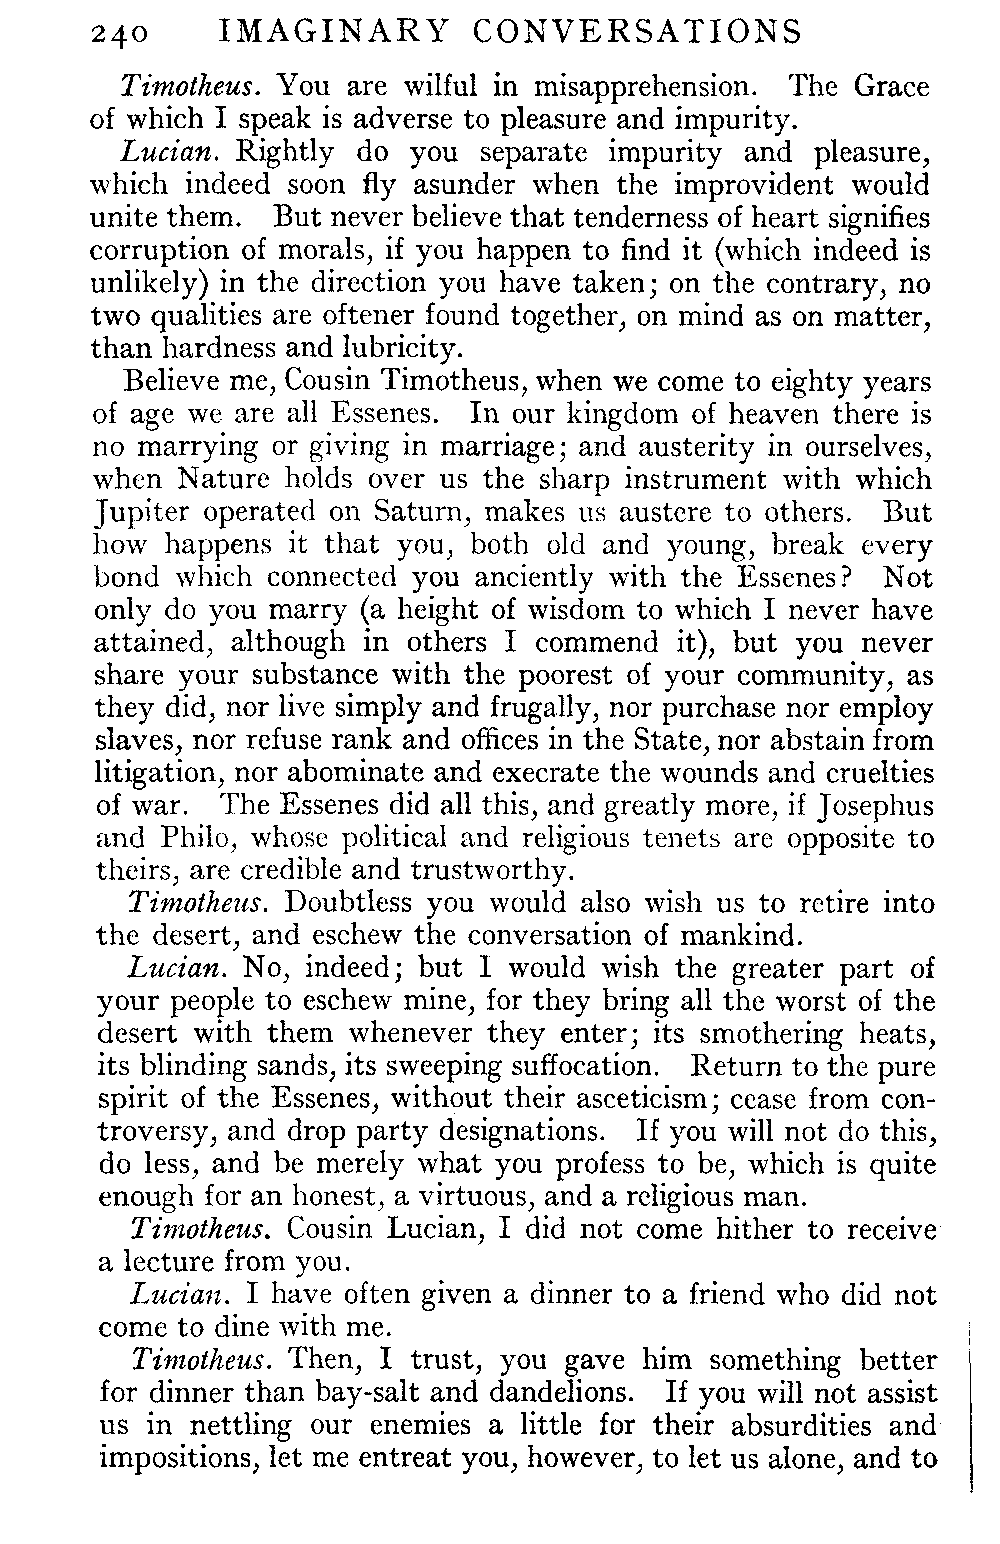 240 IMAGINARY CONVERSATIONS
Timotheus. You are wilful in misapprehension. The Grace
of which I speak is adverse to pleasure and impurity.
Lucian. Rightly do you separate impurity and pleasure,
which indeed soon fly asunder when the improvident would
unite them. But never believe that tenderness of heart signifies
corruption of morals, if you happen to find it (which indeed is
unlikely) in the direction you have taken; on the contrary, no
two qualities are oftener found together, on mind as on matter,
than hardness and lubricity.
Believe me, Cousin Timotheus, when we come to eighty years
of age we are all Essenes. In our kingdom of heaven there is
no marrying or giving in marriage; and austerity in ourselves,
when Nature holds over us the sharp instrument with which
Jupiter operated on Saturn, makes us austere to others. But
how happens it that you, both old and young, break every
bond which connected you anciently with the Essenes? Not
only do you marry (a height of wisdom to which I never have
attained, although in others I commend it), but you never
share your substance with the poorest of your community, as
they did, nor live simply and frugally, nor purchase nor employ
slaves, nor refuse rank and offices in the State, nor abstain from
litigation, nor abominate and execrate the wounds and cruelties
of war. The Essenes did all this, and greatly more, if Josephus
and Philo, whose political and religious tenets are opposite to
theirs, are credible and trustworthy.
Timotheus. Doubtless you would also wish us to retire into
the desert, and eschew the conversation of mankind.
Lucian. No, indeed; but I would wish the greater part of
your people to eschew mine, for they bring all the worst of the
desert with them whenever they enter; its smothering heats,
its blinding sands, its sweeping suffocation. Return to the pure
spirit of the Essenes, without their asceticism; cease from con-
troversy, and drop party designations. If you will not do this,
do less, and be merely what you profess to be, which is quite
enough for an honest, a virtuous, and a religious man.
Timotheus. Cousin Lucian, I did not come hither to receive
a lecture from you.
Lucian. I have often given a dinner to a friend who did not
come to dine with me.
Timotheus. Then, I trust, you gave him something better
for dinner than bay-salt and dandelions. If you will not assist
us in nettling our enemies a little for their absurdities and
impositions, let me entreat you, however, to let us alone, and to